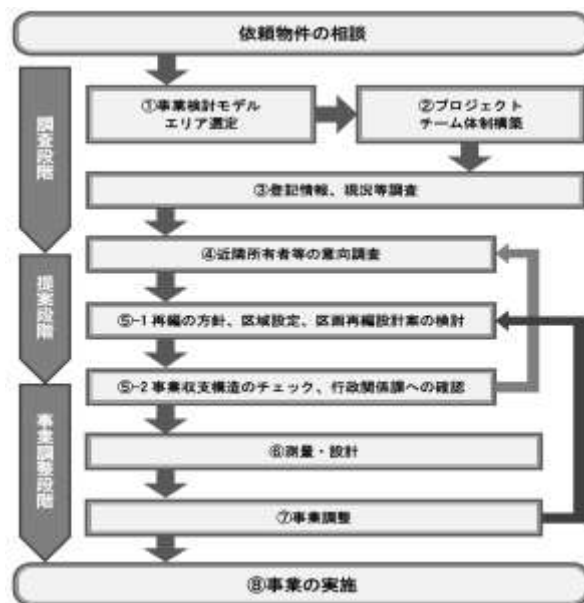 依頼物件の相談
調査段階
①事業検討モデル
エリア選定
②プロジェクト
チーム体制構築
③登記情報、現況等調査
提案段階
④近隣所有者等の意向調査
⑤-1再編の方針、区域設定、区画再編設計案の検討
⑤-2事業収支構造のチェック、行政関係課への確認
事業調整段階
⑥測量・設計
⑦事業調整
⑧事業の実施